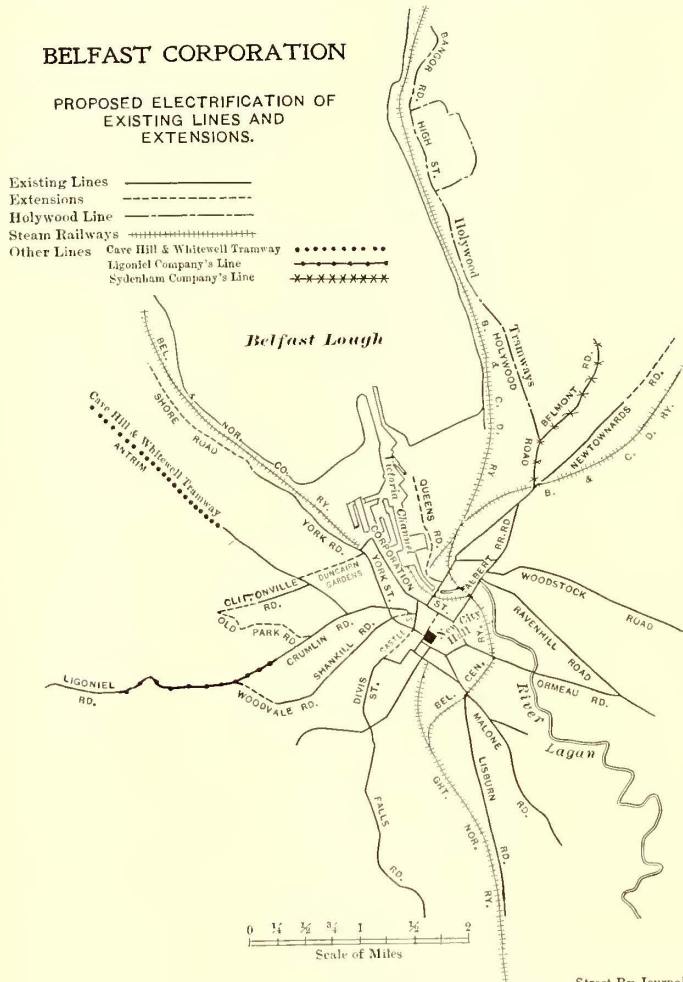 BELFAST CORPORATION
PROPOSED ELECTRIFICATION OF
EXISTING LINES AND
EXTENSIONS.
Existing Lines
Extensions
Holywood Line
Steam Railways
Other Lines Cave Hill & Whitewell Tramway
Ligoniel Company's Line
Sydenham Company's Line
BANGOR RD.
HIGH ST.
Holywood Tramways
HOLYWOOD ROAD
B. & C. D. RY
Belfast Lough
BELMONT RD.
NEWTOWNARDS RD.
B. & C. D. RY.
BEL. & NOR. CO. RY.
SHORE ROAD
Cave Hill & Whitewell Tramway
ANTRIM
YORK RD.
YORK ST.
Victoria Channel
QUEENS RD.
CORPORATION ST.
ALBERT BR. RD
DUNCAIRN
GARDENS
CLIFTONVILLE
RD.
OLD PARK RD.
CRUMLIN RD.
SHANKILL RD.
WOODVALE RD.
LIGONIEL
RD.
CASTLE
New City
Hall
WOODSTOCK ROAD
RAVENHILL ROAD
ORMEAU RD.
River Lagan
DIVIS
ST.
BEL. CEN. RY.
MALONE RD.
LISBURN RD.
FALLS RD.
GHT. NOR. RY.
0 ¼ ½ ¾ 1 ½ 2
Scale of Miles
Street Ry. Journal